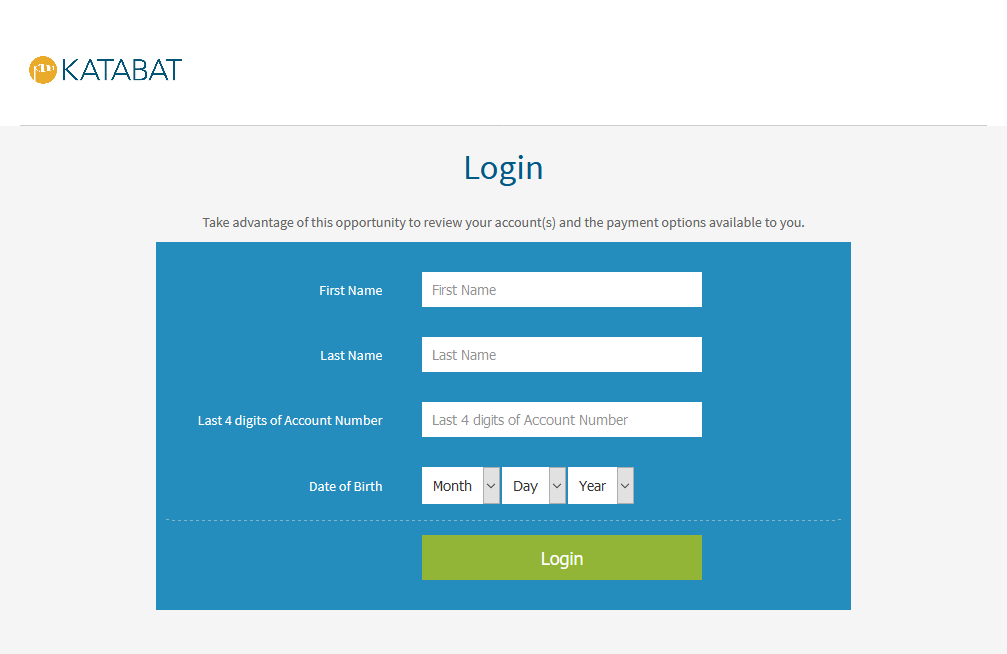 KATABAT
Login
Take advantage of this opportunity to review your account(s) and the payment options available to you.
First Name First Name
Last Name Last Name
Last 4 digits of Account Number Last 4 digits of Account Number
Date of Birth Month Day Year
Login